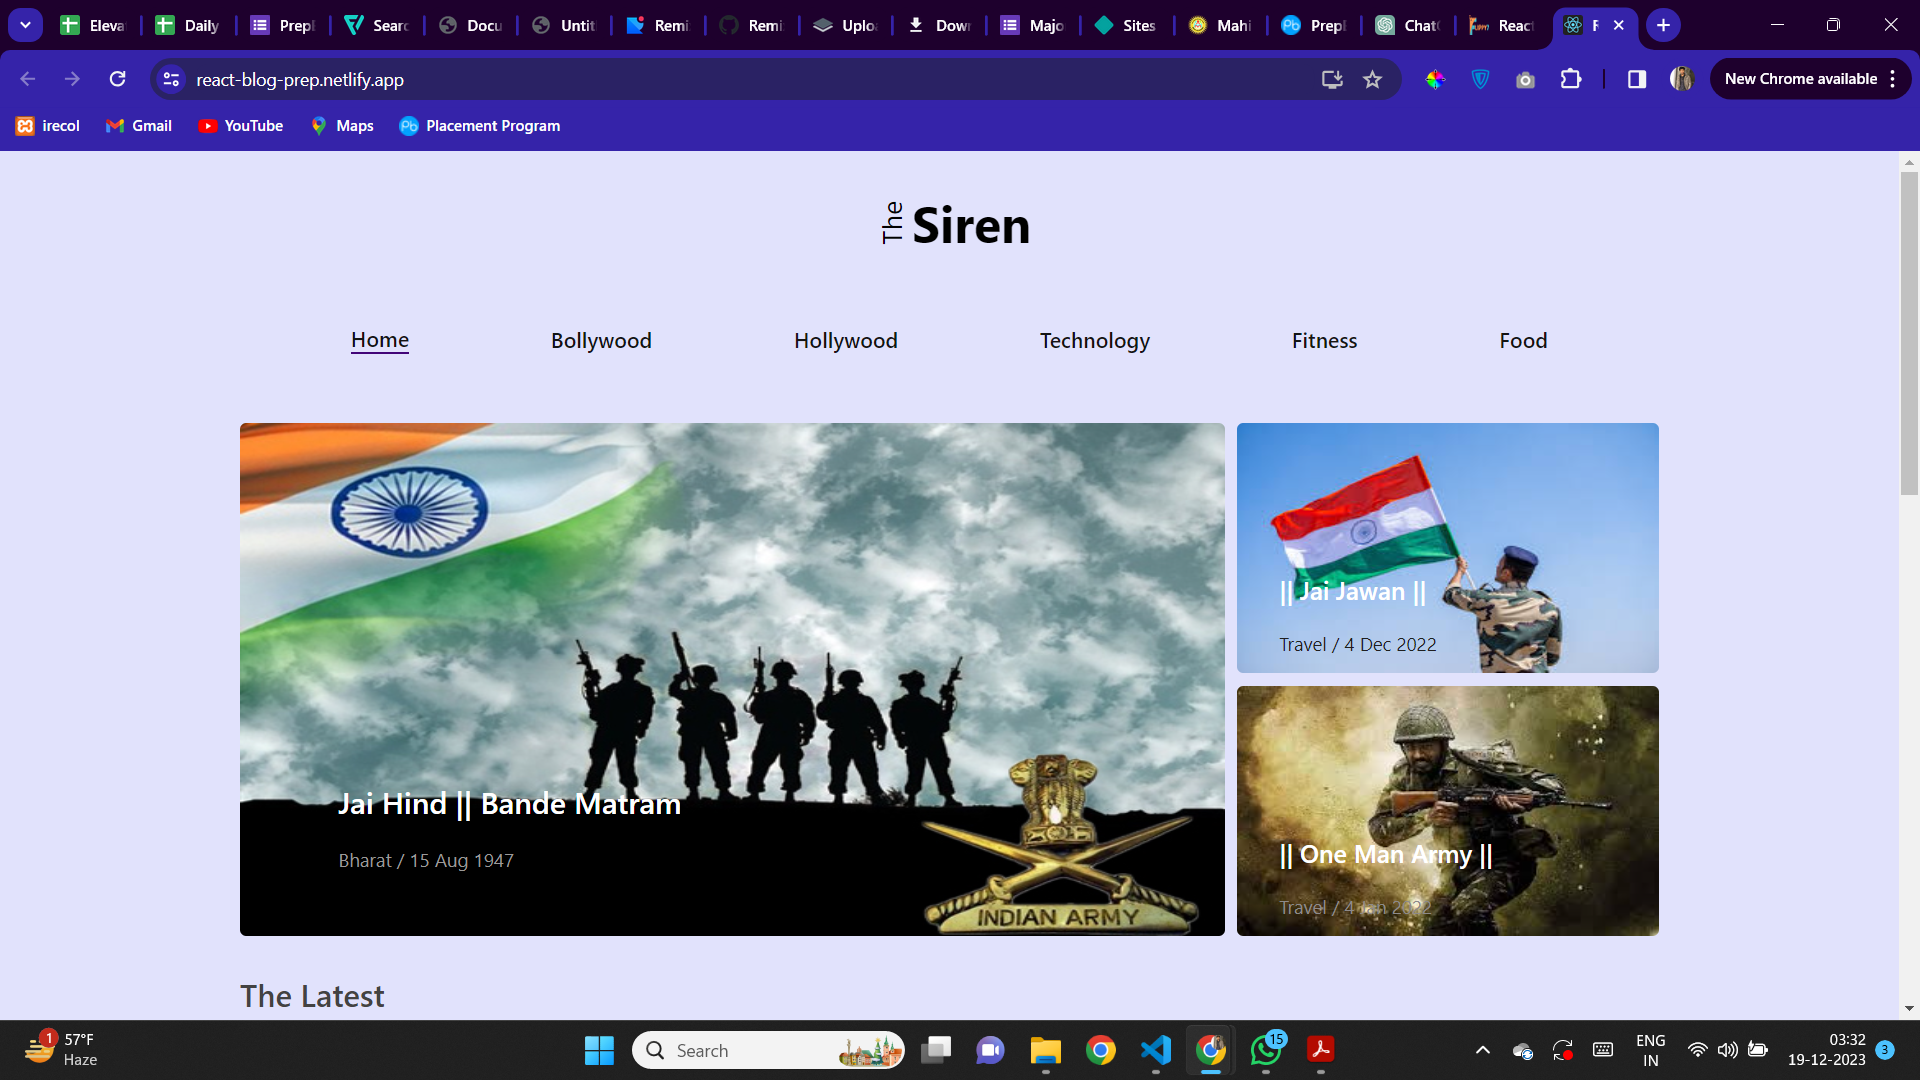 Eleva
Daily
Prepl
Searc
Docu
Untit
Remi
Remi
Uplo
Dow
Majo
Sites
Mahi
Prepl
Chat
React
react-blog-prep.netlify.app
New Chrome available
irecol
Gmail
YouTube
Maps
Pb
Placement Program
The Siren
Home
Bollywood
Hollywood
Technology
Fitness
Food
Jai Hind || Bande Matram
Bharat / 15 Aug 1947
INDIAN ARMY
|| Jai Jawan ||
Travel / 4 Dec 2022
|| One Man Army ||
Travel / 4 Jan 2022
The Latest
1
57°F
Haze
Search
15
ENG
IN
03:32
19-12-2023
3